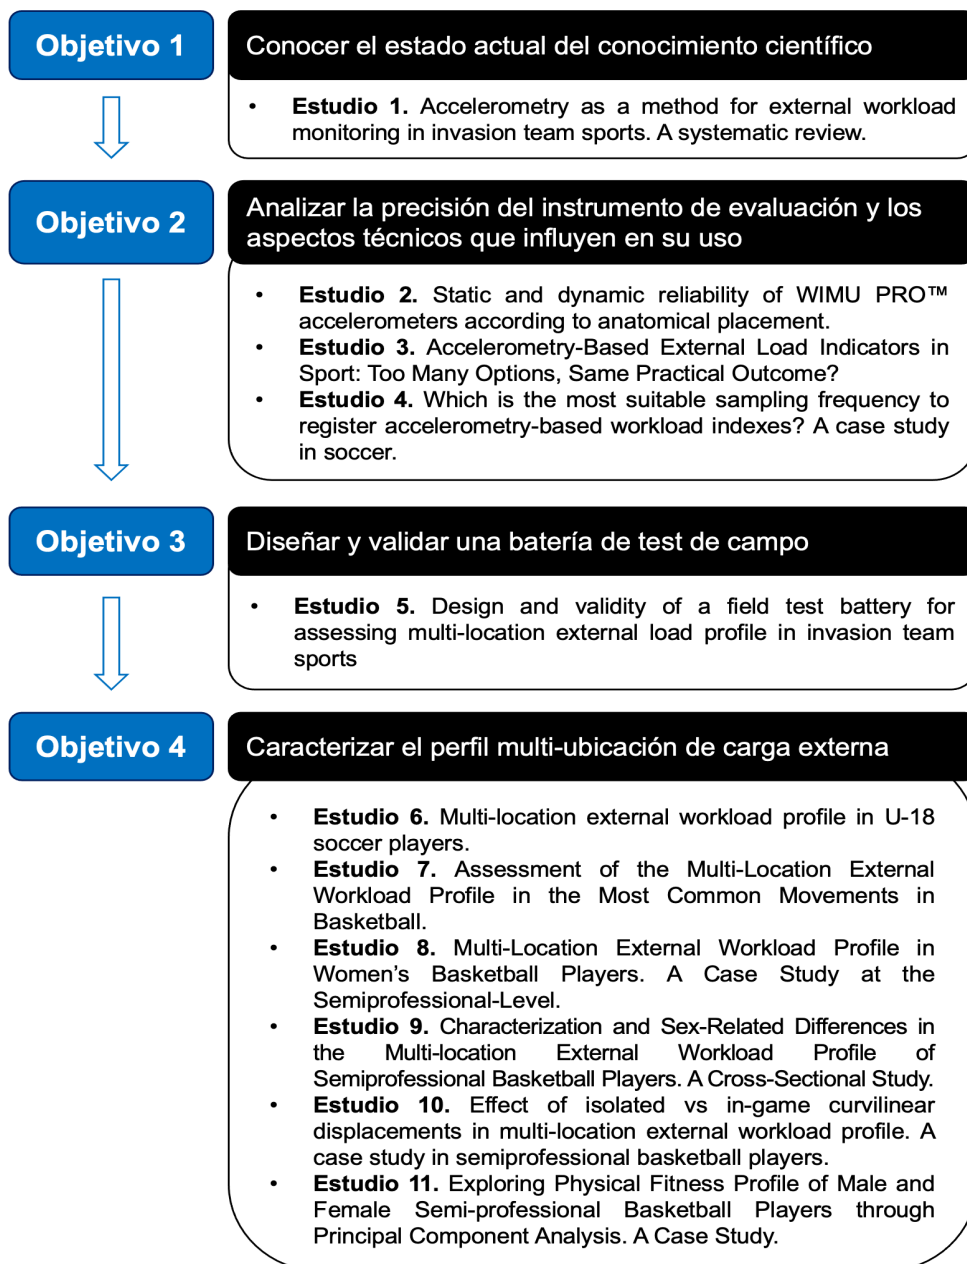 Objetivo 1
Conocer el estado actual del conocimiento científico
• Estudio 1. Accelerometry as a method for external workload
monitoring in invasion team sports. A systematic review.
Objetivo 2
Analizar la precisión del instrumento de evaluación y los
aspectos técnicos que influyen en su uso
• Estudio 2. Static and dynamic reliability of WIMU PRO™
accelerometers according to anatomical placement.
• Estudio 3. Accelerometry-Based External Load Indicators in
Sport: Too Many Options, Same Practical Outcome?
• Estudio 4. Which is the most suitable sampling frequency to
register accelerometry-based workload indexes? A case study
in soccer.
Objetivo 3
Diseñar y validar una batería de test de campo
• Estudio 5. Design and validity of a field test battery for
assessing multi-location external load profile in invasion team
sports
Objetivo 4
Caracterizar el perfil multi-ubicación de carga externa
• Estudio 6. Multi-location external workload profile in U-18
soccer players.
• Estudio 7. Assessment of the Multi-Location External
Workload Profile in the Most Common Movements in
Basketball.
• Estudio 8. Multi-Location External Workload Profile in
Women’s Basketball Players. A Case Study at the
Semiprofessional-Level.
• Estudio 9. Characterization and Sex-Related Differences in
the Multi-location External Workload Profile of
Semiprofessional Basketball Players. A Cross-Sectional Study.
• Estudio 10. Effect of isolated vs in-game curvilinear
displacements in multi-location external workload profile. A
case study in semiprofessional basketball players.
• Estudio 11. Exploring Physical Fitness Profile of Male and
Female Semi-professional Basketball Players through
Principal Component Analysis. A Case Study.